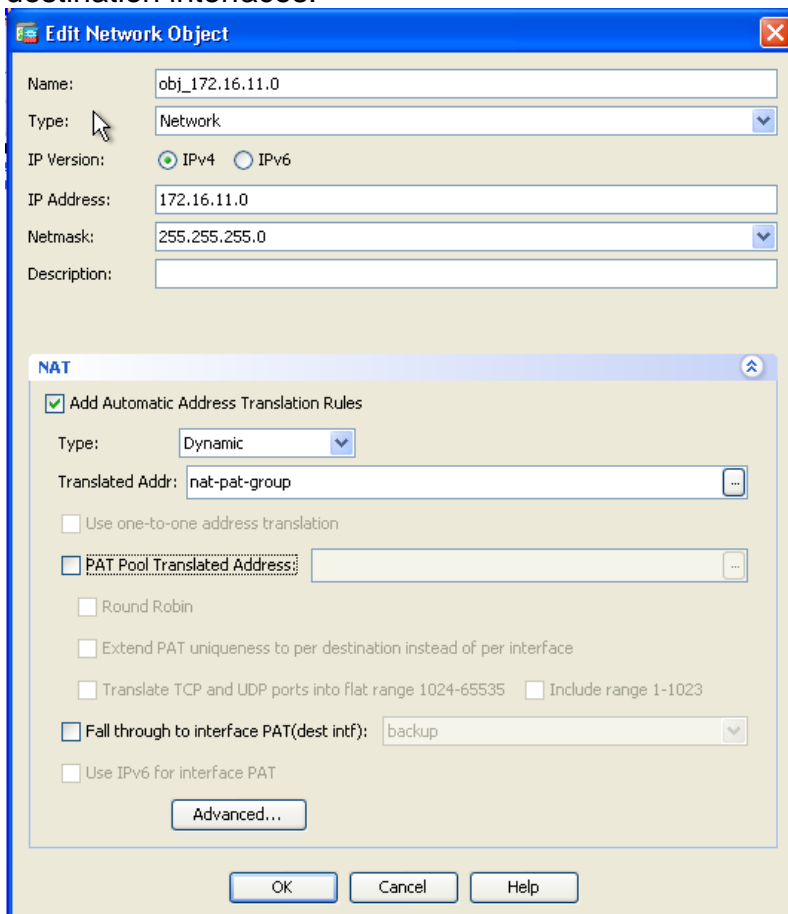 destination interfaces.
Edit Network Object
Name: obj_172.16.11.0
Type: Network
IP Version: IPv4 IPv6
IP Address: 172.16.11.0
Netmask: 255.255.255.0
Description:
NAT
Add Automatic Address Translation Rules
Type: Dynamic
Translated Addr: nat-pat-group ...
Use one-to-one address translation
PAT Pool Translated Address: ...
Round Robin
Extend PAT uniqueness to per destination instead of per interface
Translate TCP and UDP ports into flat range 1024-65535 Include range 1-1023
Fall through to interface PAT(dest intf): backup
Use IPv6 for interface PAT
Advanced...
OK Cancel Help